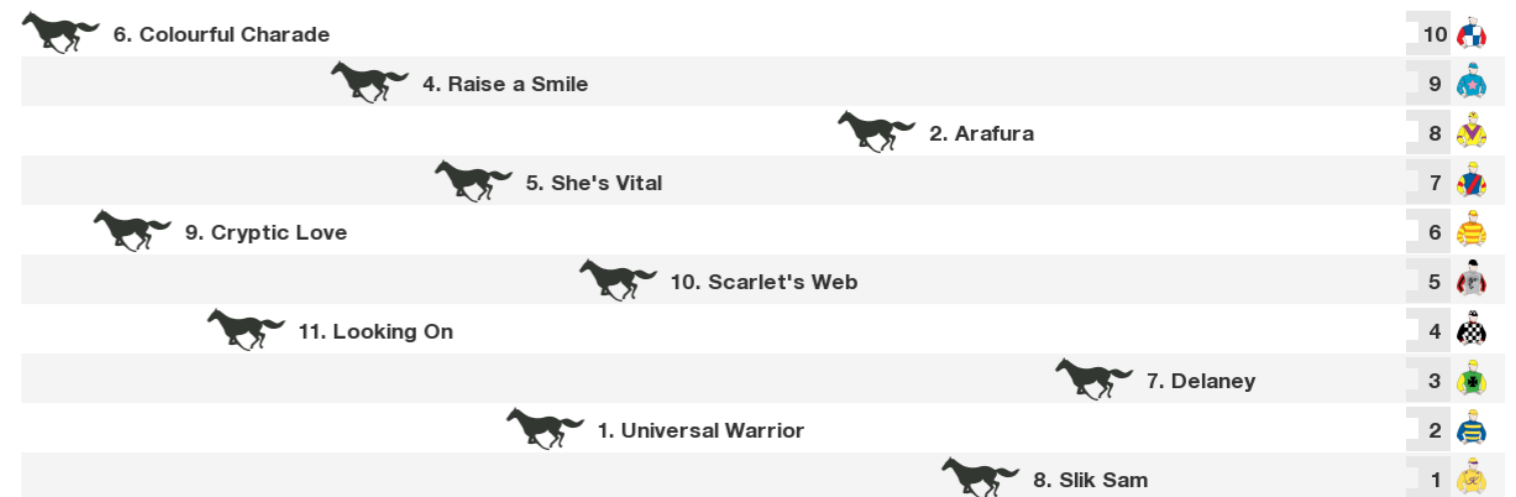 6. Colourful Charade 10
4. Raise a Smile 9
2. Arafura 8
5. She's Vital 7
9. Cryptic Love 6
10. Scarlet's Web 5
11. Looking On 4
7. Delaney 3
1. Universal Warrior 2
8. Slik Sam 1